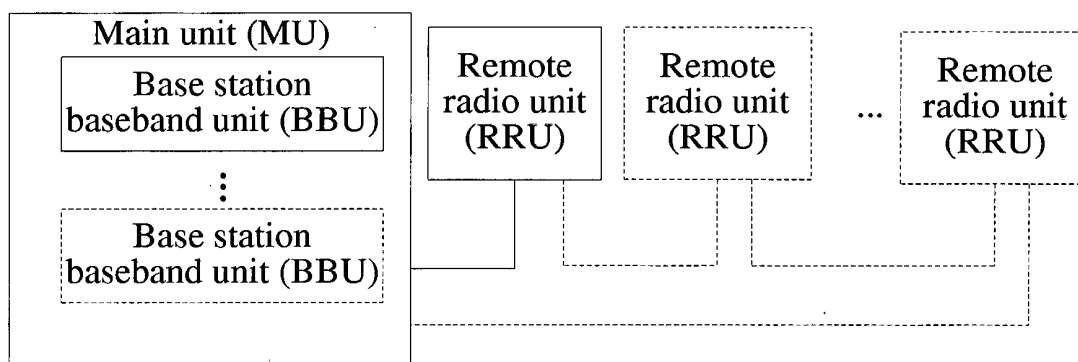 Main unit (MU)
Base station
baseband unit (BBU)
Base station
baseband unit (BBU)
Remote
radio unit
(RRU)
Remote
radio unit
(RRU)
...
Remote
radio unit
(RRU)